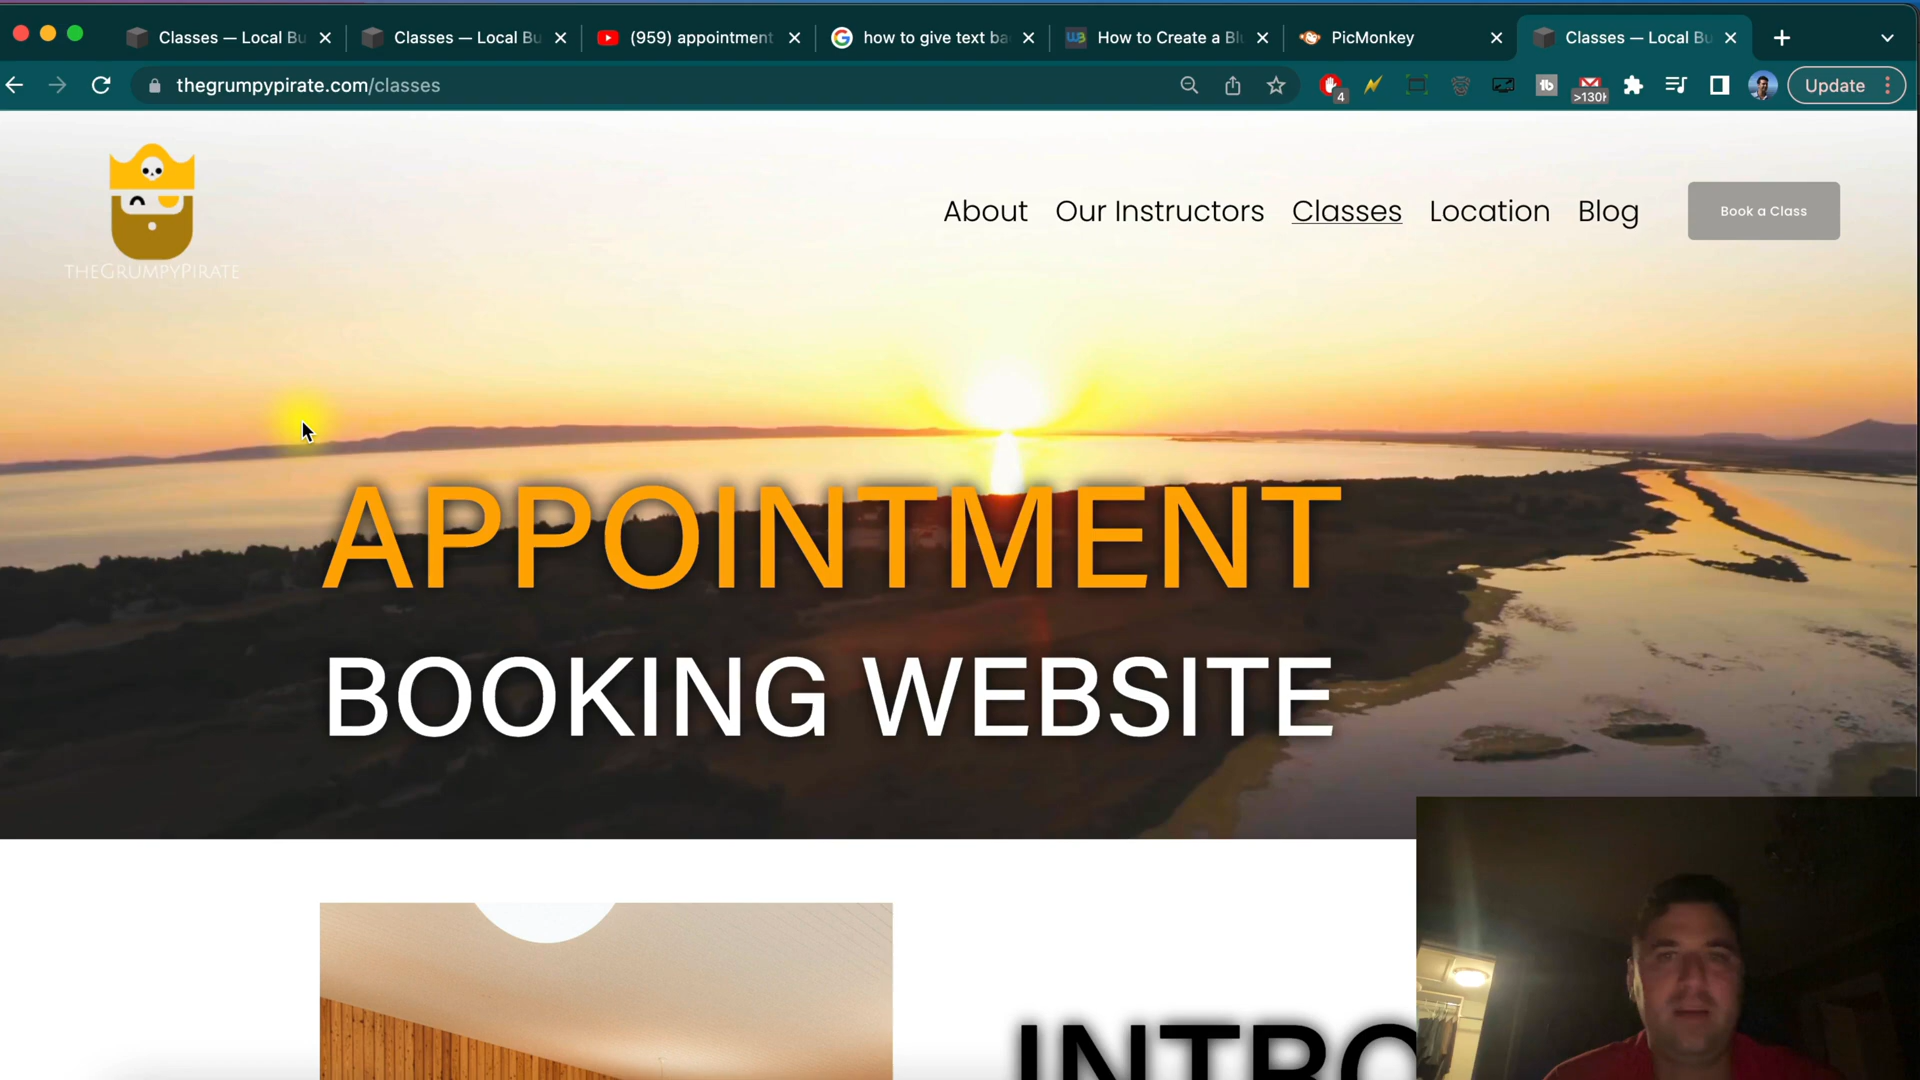 Classes — Local Bu
Classes — Local Bu
(959) appointment
how to give text ba
How to Create a Bl
PicMonkey
Classes — Local Bu
thegrumpypirate.com/classes
4
tb
>130k
Update
THEGRUMPYPIRATE
About
Our Instructors
Classes
Location
Blog
Book a Class
APPOINTMENT
BOOKING WEBSITE
INTRO